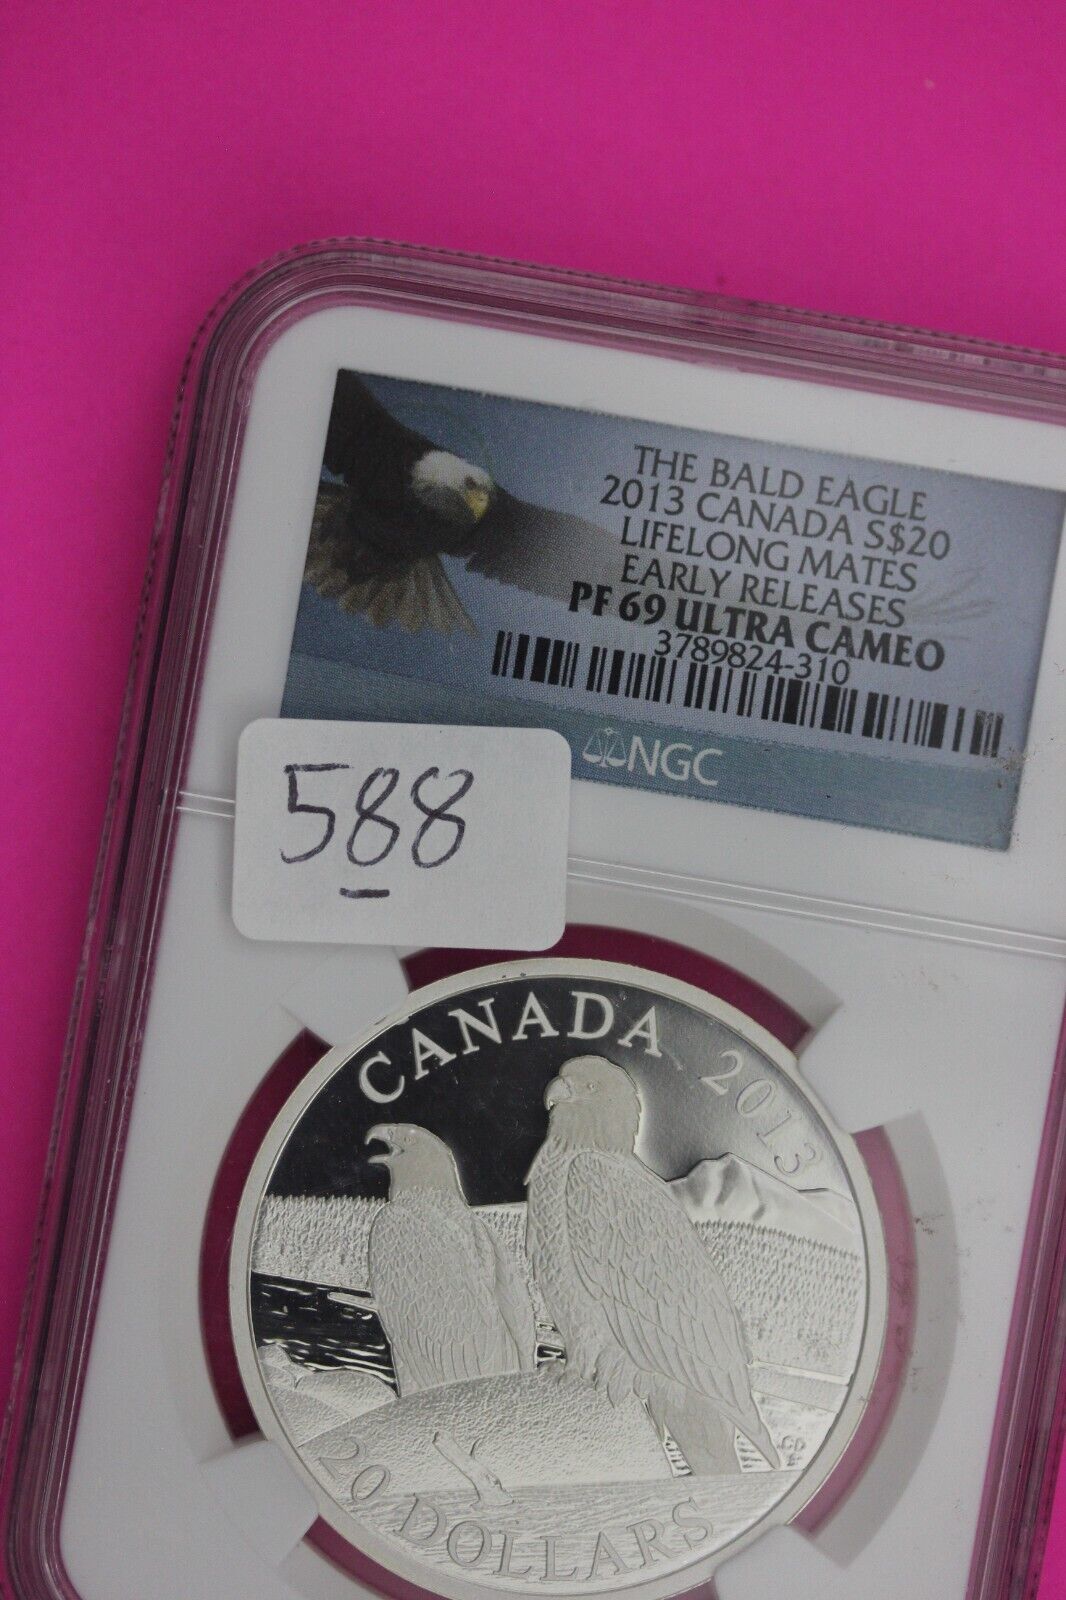 THE BALD EAGLE
2013 CANADA S$20
LIFELONG MATES
EARLY RELEASES
PF 69 ULTRA CAMEO
3789824-310
NGC
588
CANADA 2013
20 DOLLARS